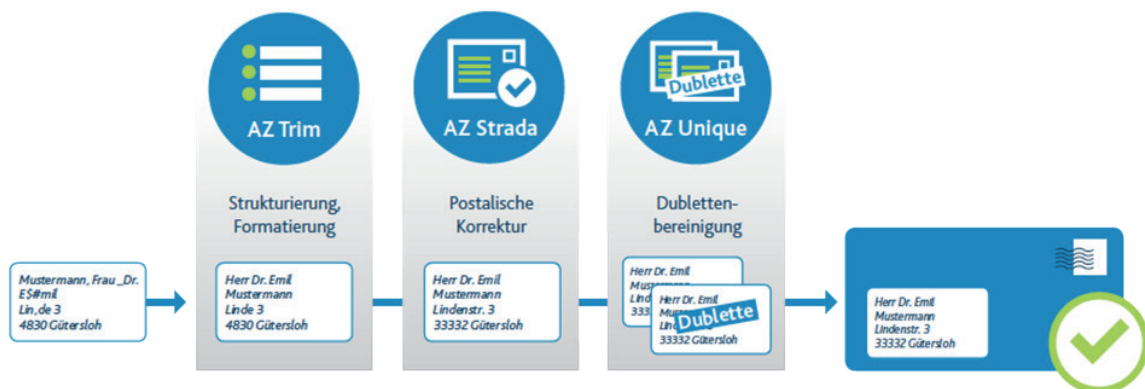 Dublette
AZ Trim
AZ Strada
AZ Unique
Strukturierung,
Formatierung
Postalische
Korrektur
Dubletten-
bereinigung
Mustermann, Frau_Dr.
E$#mil
Lin,de 3
4830 Gütersloh
Herr Dr. Emil
Mustermann
Linde 3
4830 Gütersloh
Herr Dr. Emil
Mustermann
Lindenstr. 3
33332 Gütersloh
Herr Dr. Emil
Herr Dr. Emil
Dublette
33332 Gütersloh
Herr Dr. Emil
Mustermann
Lindenstr. 3
33332 Gütersloh